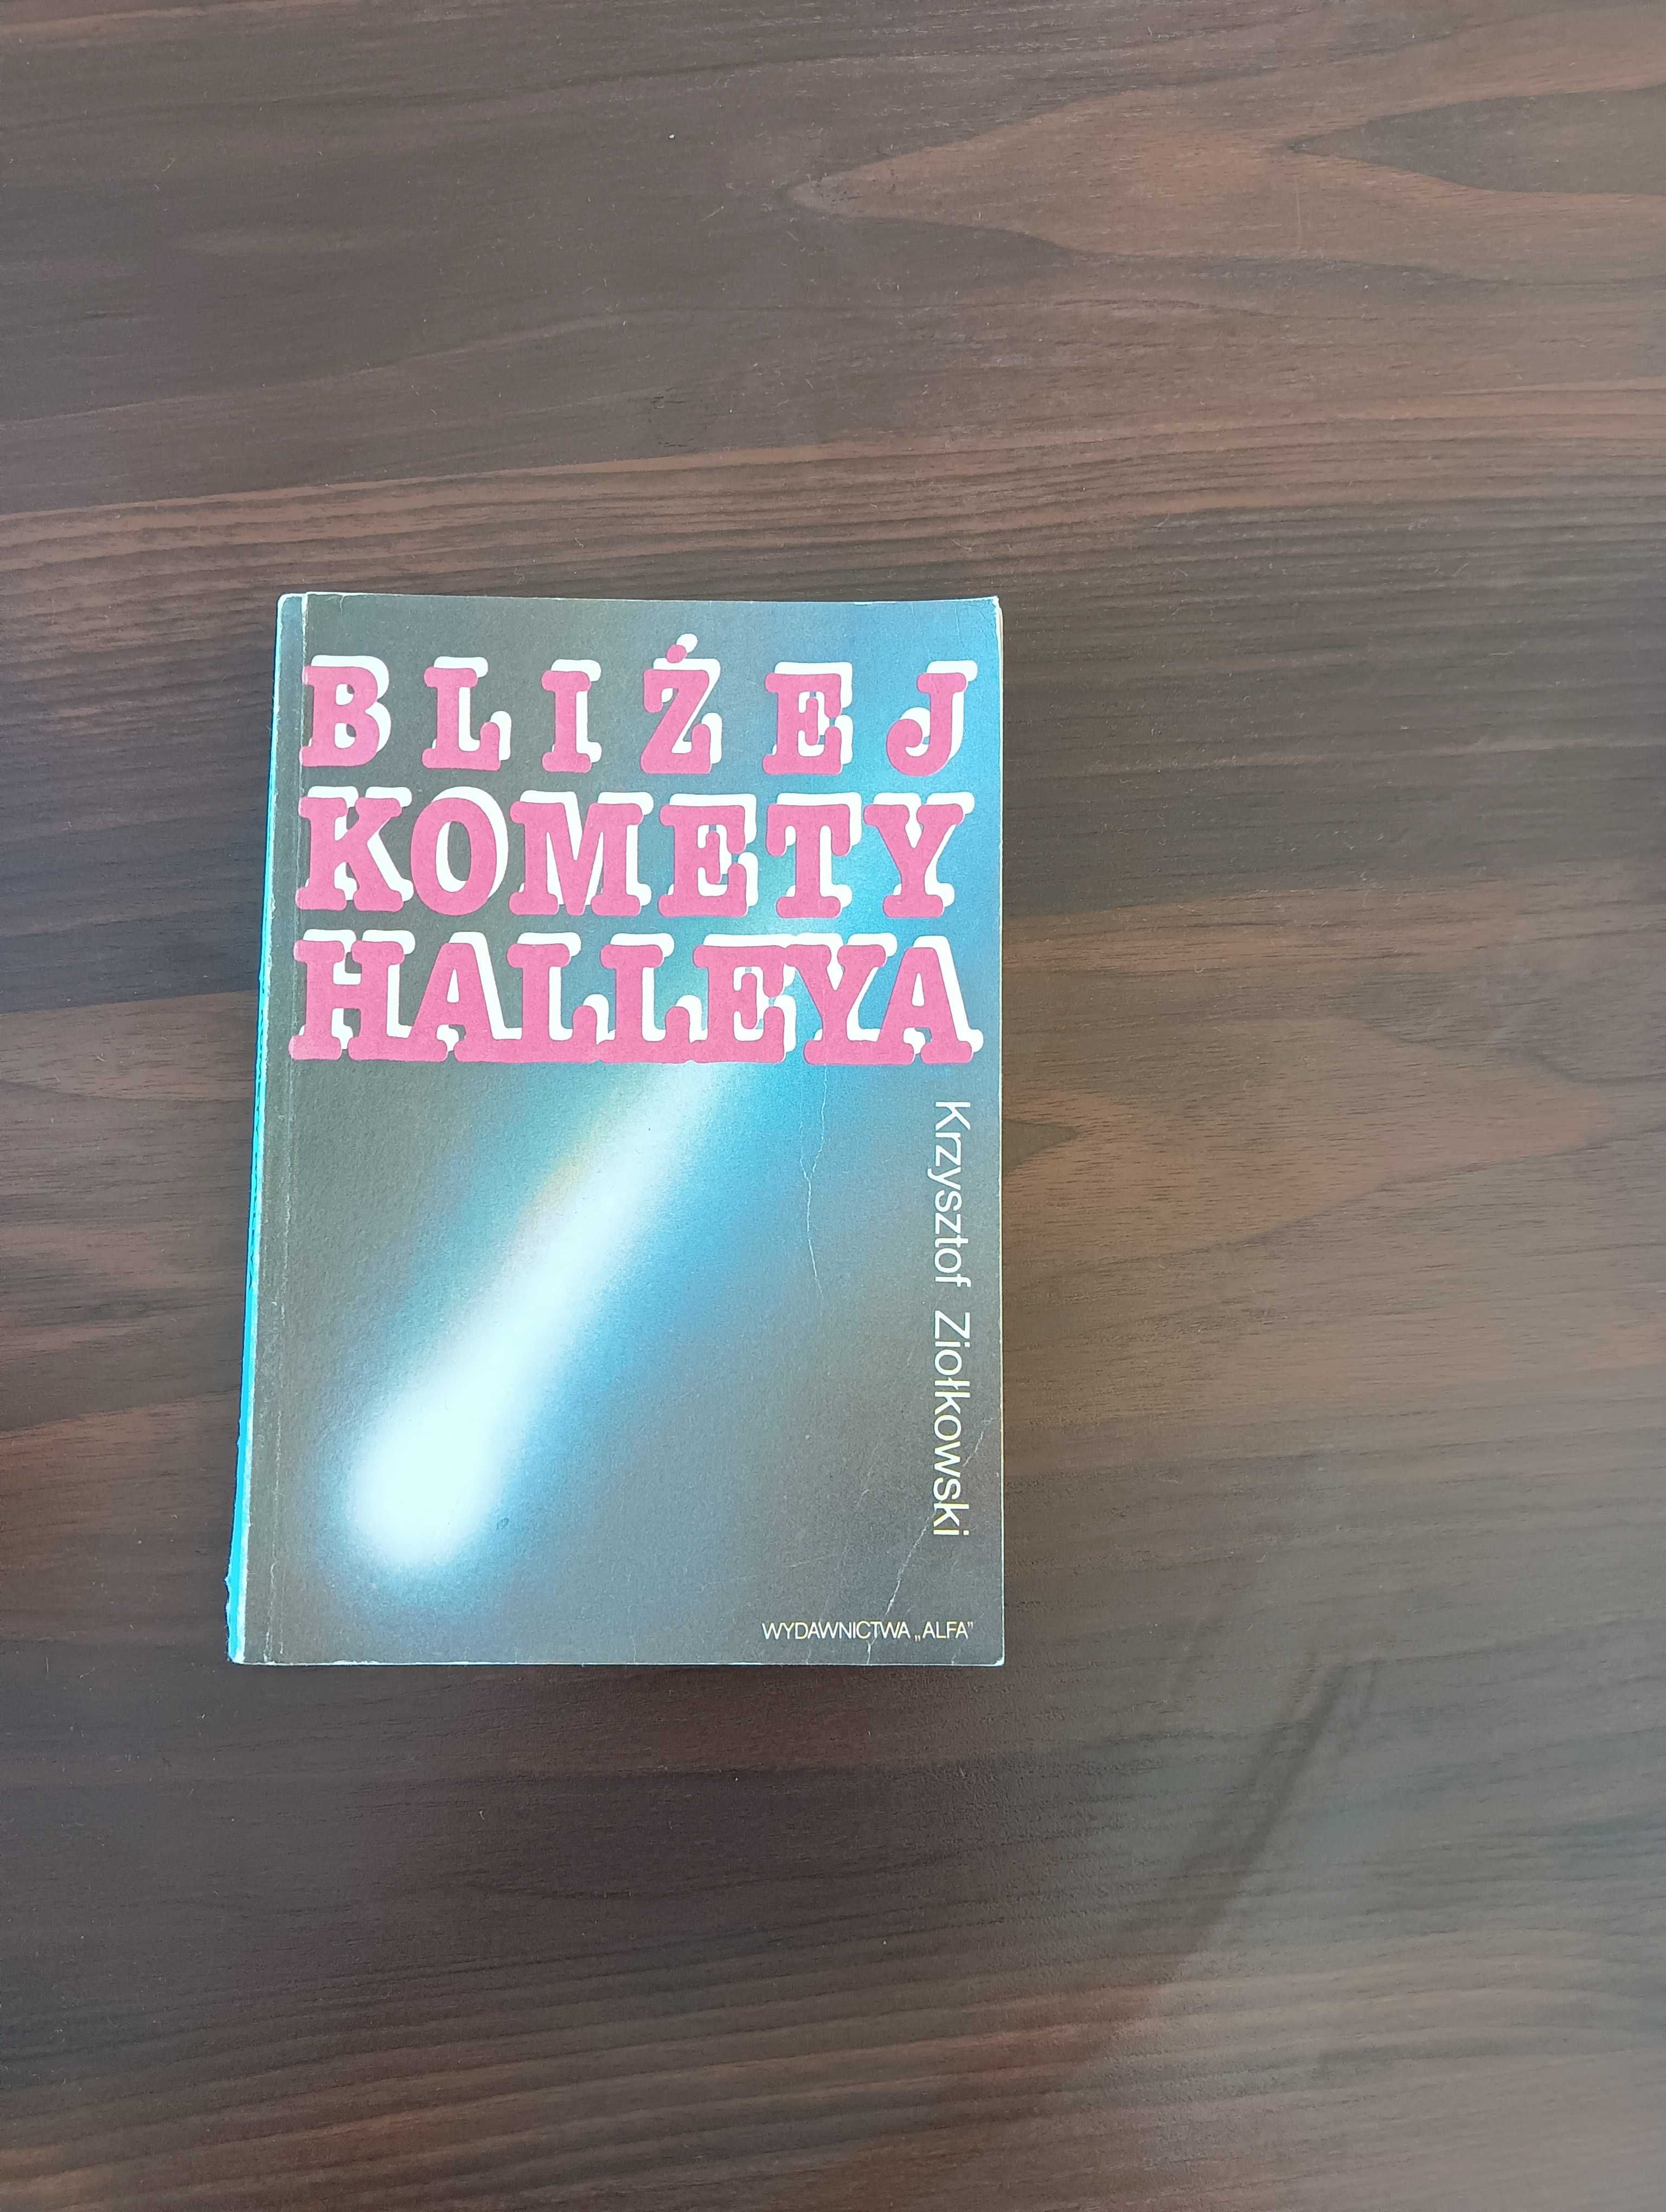 BLIŻEJ
KOMETY
HALLEYA
Krzysztof Ziołkowski
WYDAWNICTWA „ALFA”